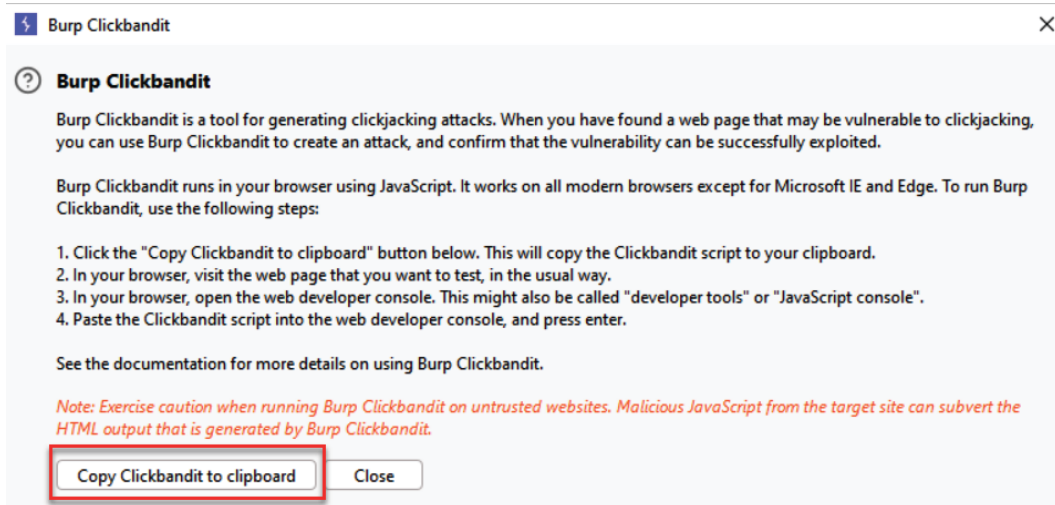 Burp Clickbandit
Burp Clickbandit
Burp Clickbandit is a tool for generating clickjacking attacks. When you have found a web page that may be vulnerable to clickjacking,
you can use Burp Clickbandit to create an attack, and confirm that the vulnerability can be successfully exploited.
Burp Clickbandit runs in your browser using JavaScript. It works on all modern browsers except for Microsoft IE and Edge. To run Burp
Clickbandit, use the following steps:
1. Click the "Copy Clickbandit to clipboard" button below. This will copy the Clickbandit script to your clipboard.
2. In your browser, visit the web page that you want to test, in the usual way.
3. In your browser, open the web developer console. This might also be called "developer tools" or "JavaScript console".
4. Paste the Clickbandit script into the web developer console, and press enter.
See the documentation for more details on using Burp Clickbandit.
Note: Exercise caution when running Burp Clickbandit on untrusted websites. Malicious JavaScript from the target site can subvert the
HTML output that is generated by Burp Clickbandit.
Copy Clickbandit to clipboard Close